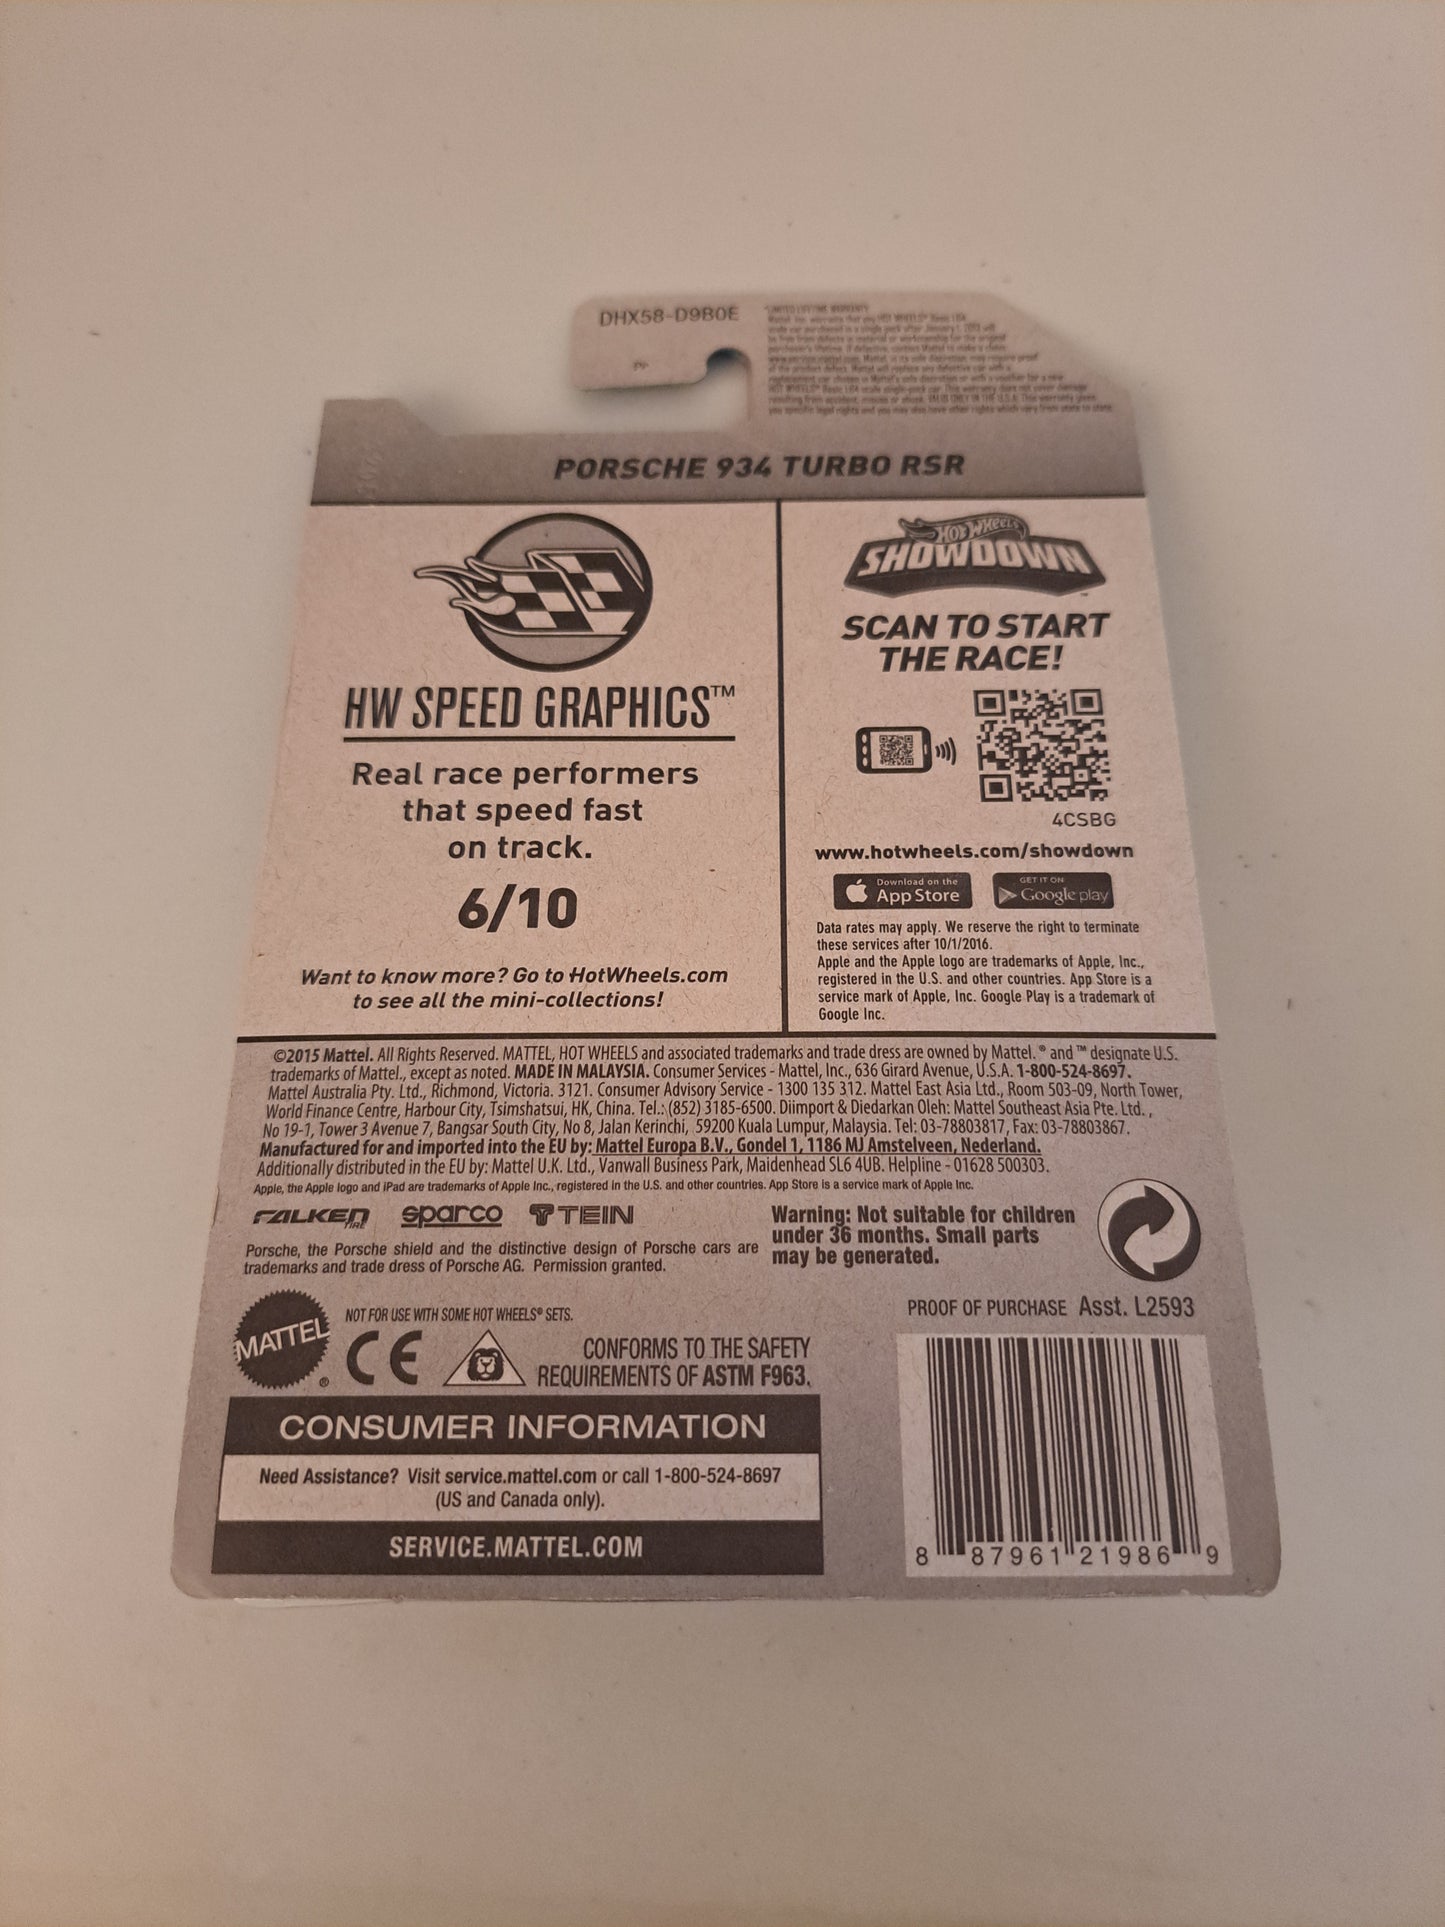 DHX58-D9B0E
LIMITED LIFETIME WARRANTY
PORSCHE 934 TURBO RSR
HW SPEED GRAPHICS™
Real race performers
that speed fast
on track.
6/10
Want to know more? Go to HotWheels.com
to see all the mini-collections!
HOT WHEELS
SHOWDOWN™
SCAN TO START
THE RACE!
4CSBG
www.hotwheels.com/showdown
Download on the
App Store
GET IT ON
Google play
Data rates may apply. We reserve the right to terminate
these services after 10/1/2016.
Apple and the Apple logo are trademarks of Apple, Inc.,
registered in the U.S. and other countries. App Store is a
service mark of Apple, Inc. Google Play is a trademark of
Google Inc.
©2015 Mattel. All Rights Reserved. MATTEL, HOT WHEELS and associated trademarks and trade dress are owned by Mattel. ® and ™ designate U.S.
trademarks of Mattel., except as noted. MADE IN MALAYSIA. Consumer Services - Mattel, Inc., 636 Girard Avenue, U.S.A. 1-800-524-8697.
Mattel Australia Pty. Ltd., Richmond, Victoria. 3121. Consumer Advisory Service - 1300 135 312. Mattel East Asia Ltd., Room 503-09, North Tower,
World Finance Centre, Harbour City, Tsimshatsui, HK, China. Tel.: (852) 3185-6500. Diimport & Diedarkan Oleh: Mattel Southeast Asia Pte. Ltd.,
No 19-1, Tower 3 Avenue 7, Bangsar South City, No 8, Jalan Kerinchi, 59200 Kuala Lumpur, Malaysia. Tel: 03-78803817, Fax: 03-78803867.
Manufactured for and imported into the EU by: Mattel Europa B.V., Gondel 1, 1186 MJ Amstelveen, Nederland.
Additionally distributed in the EU by: Mattel U.K. Ltd., Vanwall Business Park, Maidenhead SL6 4UB. Helpline - 01628 500303.
Apple, the Apple logo and iPad are trademarks of Apple Inc., registered in the U.S. and other countries. App Store is a service mark of Apple Inc.
FALKEN TIRE sparco TEIN
Porsche, the Porsche shield and the distinctive design of Porsche cars are
trademarks and trade dress of Porsche AG. Permission granted.
Warning: Not suitable for children
under 36 months. Small parts
may be generated.
MATTEL®
NOT FOR USE WITH SOME HOT WHEELS® SETS.
CE
CONFORMS TO THE SAFETY
REQUIREMENTS OF ASTM F963.
PROOF OF PURCHASE Asst. L2593
CONSUMER INFORMATION
Need Assistance? Visit service.mattel.com or call 1-800-524-8697
(US and Canada only).
SERVICE.MATTEL.COM
8 87961 21986 9